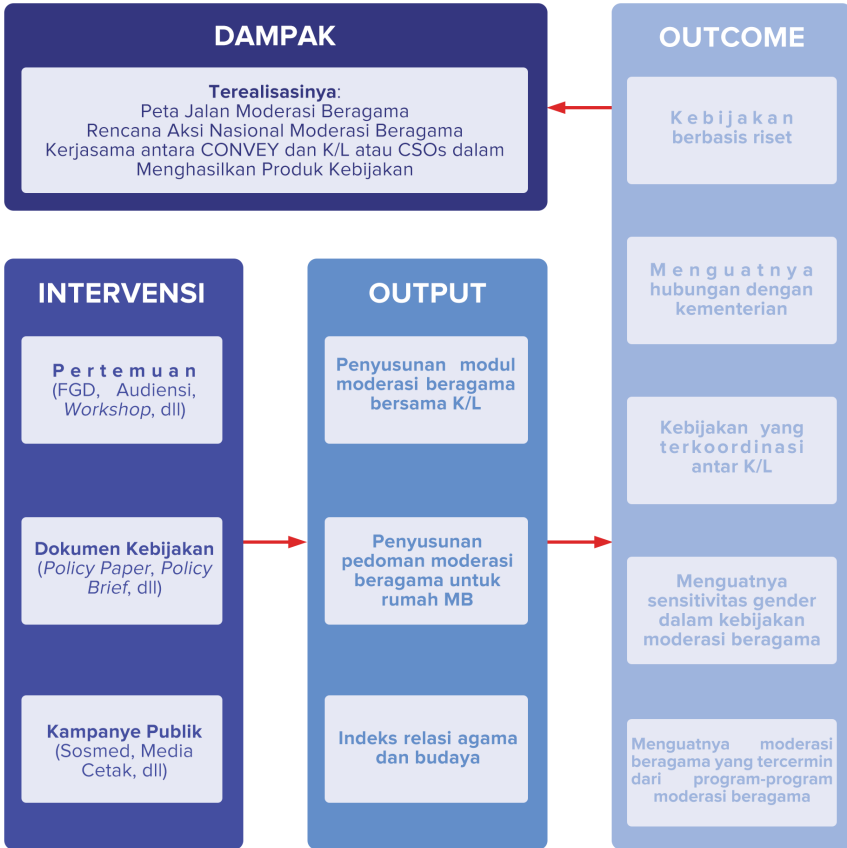 DAMPAK
Terealisasinya:
Peta Jalan Moderasi Beragama
Rencana Aksi Nasional Moderasi Beragama
Kerjasama antara CONVEY dan K/L atau CSOs dalam
Menghasilkan Produk Kebijakan
INTERVENSI
Pertemuan
(FGD, Audiensi,
Workshop, dll)
Dokumen Kebijakan
(Policy Paper, Policy
Brief, dll)
Kampanye Publik
(Sosmed, Media
Cetak, dll)
OUTPUT
Penyusunan modul
moderasi beragama
bersama K/L
Penyusunan
pedoman moderasi
beragama untuk
rumah MB
Indeks relasi agama
dan budaya
OUTCOME
Kebijakan
berbasis riset
Menguatnya
hubungan dengan
kementerian
Kebijakan yang
terkoordinasi
antar K/L
Menguatnya
sensitivitas gender
dalam kebijakan
moderasi beragama
Menguatnya moderasi
beragama yang tercermin
dari program-program
moderasi beragama